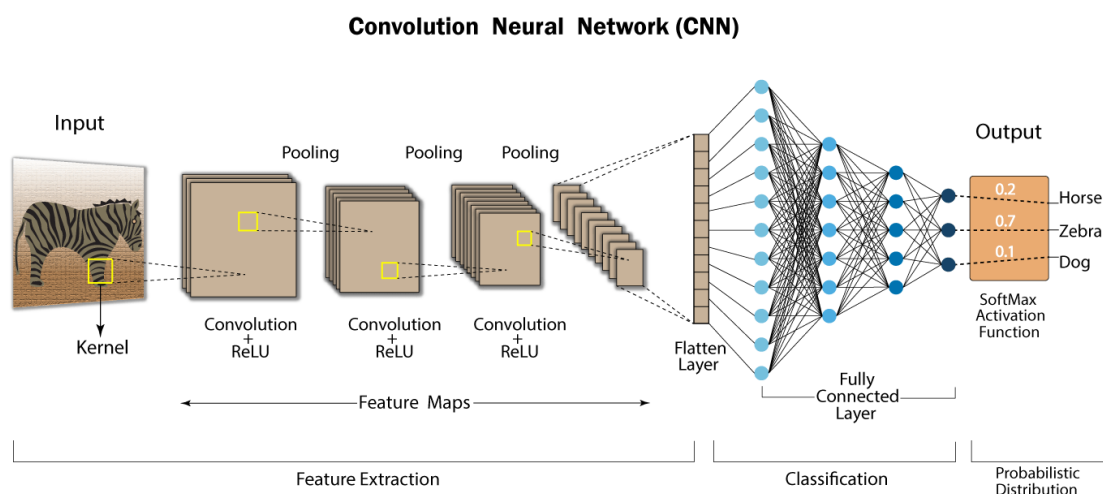 Convolution Neural Network (CNN)
Input
Output
Pooling
Pooling
Pooling
Kernel
Convolution
+
ReLU
Convolution
+
ReLU
Convolution
+
ReLU
Flatten
Layer
Feature Maps
Fully
Connected
Layer
0.2
0.7
0.1
Horse
Zebra
Dog
SoftMax
Activation
Function
Feature Extraction
Classification
Probabilistic
Distribution